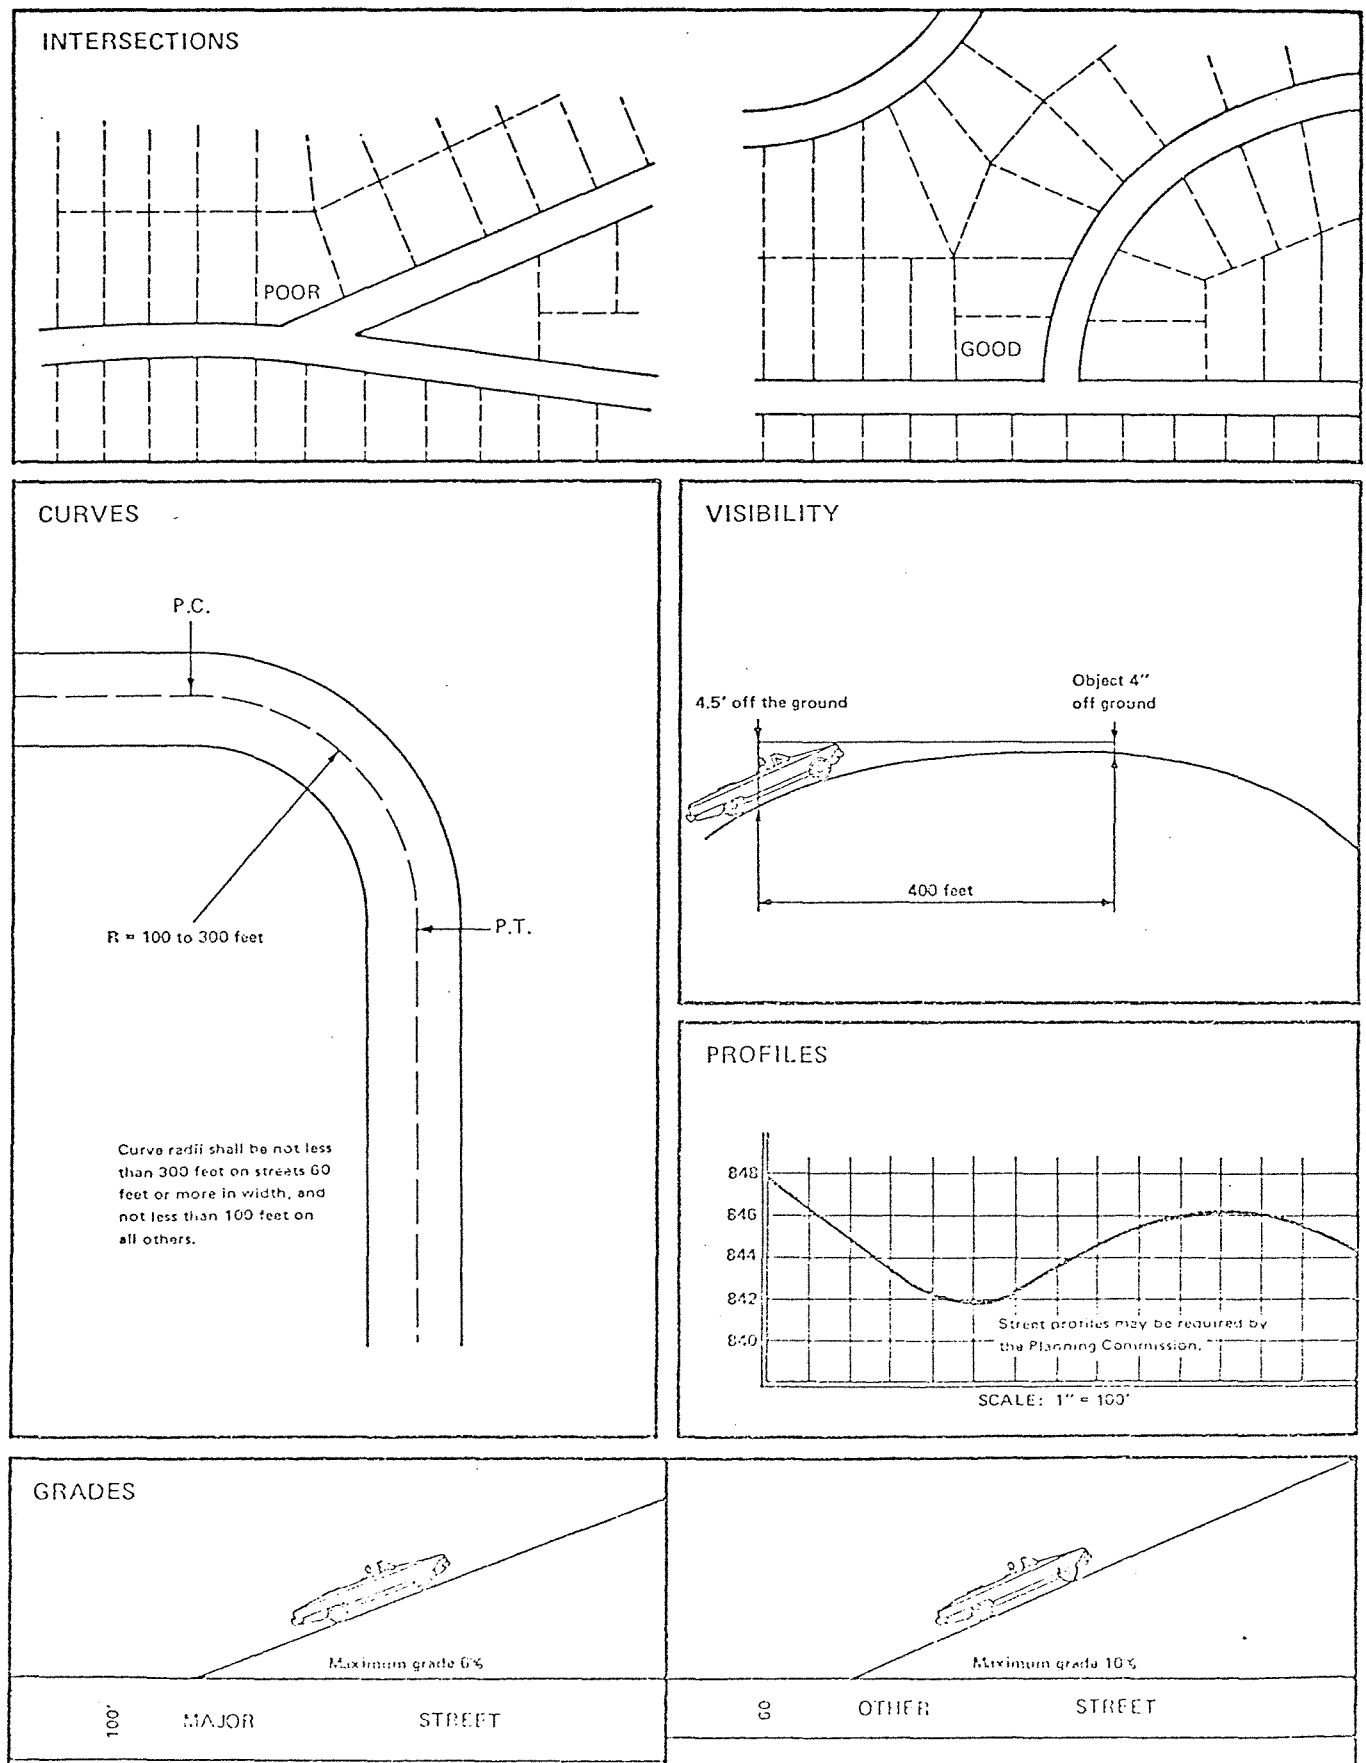 INTERSECTIONS
POOR
GOOD
CURVES
P.C.
R = 100 to 300 feet
P.T.
Curve radii shall be not less
than 300 feet on streets 60
feet or more in width, and
not less than 100 feet on
all others.
VISIBILITY
4.5' off the ground
Object 4"
off ground
400 feet
PROFILES
848
846
844
842
840
Street profiles may be required by
the Planning Commission.
SCALE: 1" = 100'
GRADES
Maximum grade 6%
100' MAJOR STREET
Maximum grade 10%
60 OTHER STREET